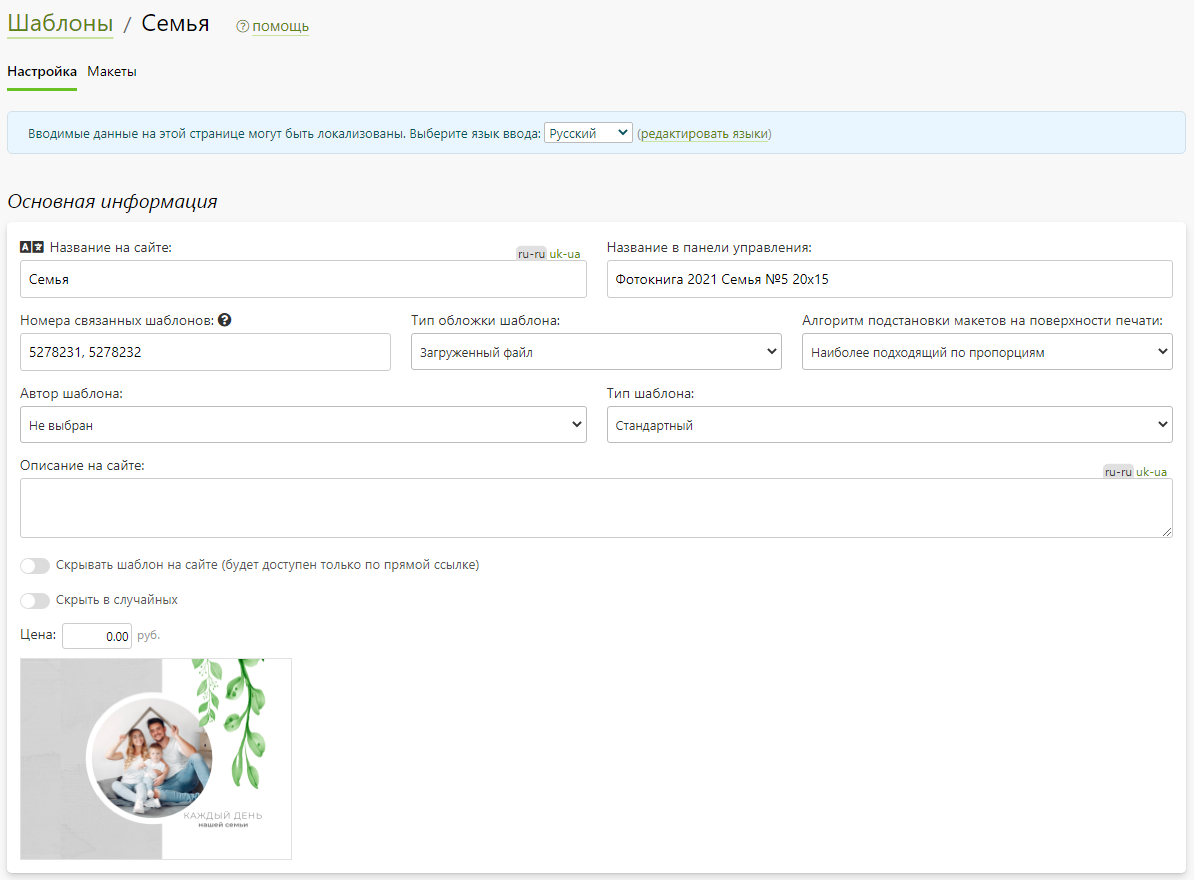 Шаблоны / Семья ? помощь
Настройка Макеты
Вводимые данные на этой странице могут быть локализованы. Выберите язык ввода: Русский (редактировать языки)
Основная информация
Название на сайте: ru-ru uk-ua Название в панели управления:
Семья Фотокнига 2021 Семья №5 20x15
Номера связанных шаблонов: ? Тип обложки шаблона: Алгоритм подстановки макетов на поверхности печати:
5278231, 5278232 Загруженный файл Наиболее подходящий по пропорциям
Автор шаблона: Тип шаблона:
Не выбран Стандартный
Описание на сайте: ru-ru uk-ua
Скрывать шаблон на сайте (будет доступен только по прямой ссылке)
Скрыть в случайных
Цена: 0.00 руб.
КАЖДЫЙ ДЕНЬ
нашей семьи